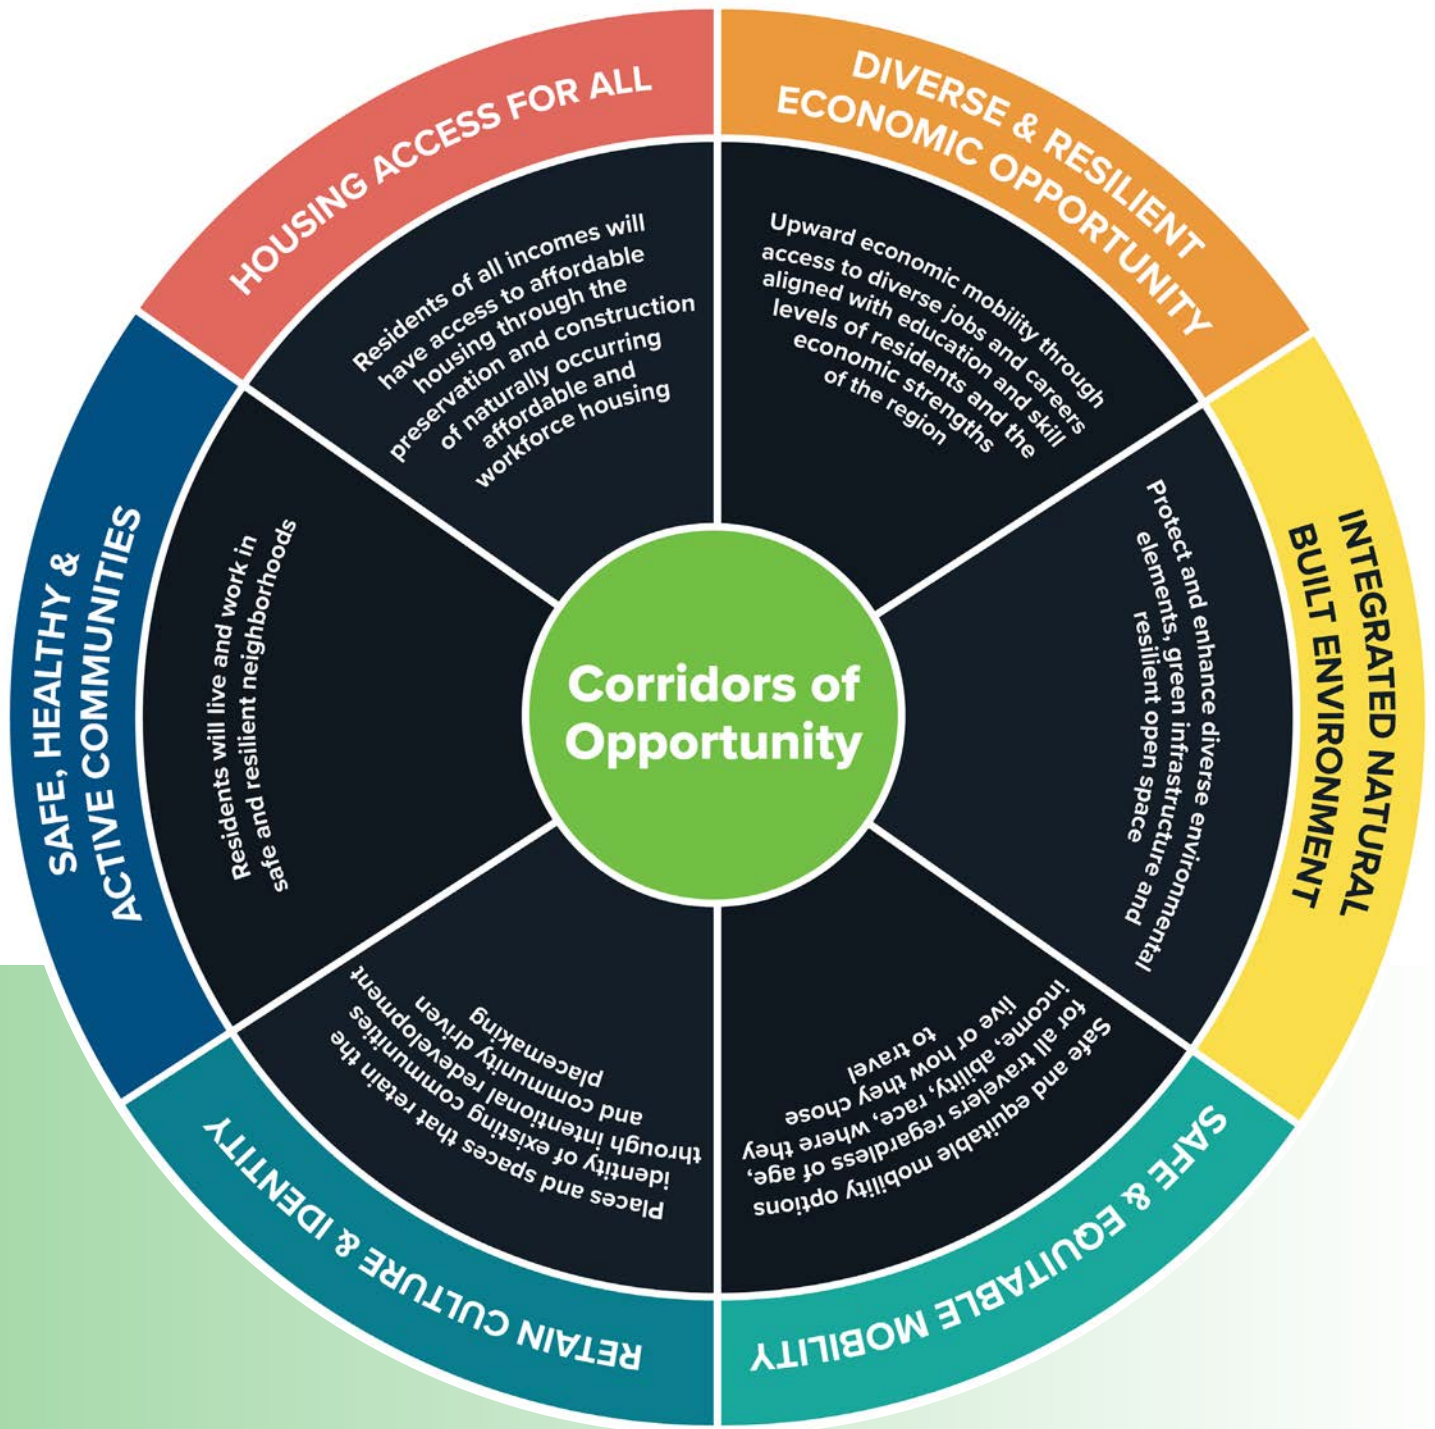 HOUSING ACCESS FOR ALL
Residents of all incomes will
have access to affordable
housing through the
preservation and construction
of naturally occurring
affordable and
workforce housing
DIVERSE & RESILIENT
ECONOMIC OPPORTUNITY
Upward economic mobility through
access to diverse jobs and careers
aligned with education and skill
levels of residents and the
economic strengths
of the region
INTEGRATED NATURAL
BUILT ENVIRONMENT
Protect and enhance diverse environmental
elements, green infrastructure and
resilient open space
SAFE & EQUITABLE MOBILITY
Safe and equitable mobility options
for all travelers regardless of age,
income, ability, race, where they
live or how they chose
to travel
RETAIN CULTURE & IDENTITY
Places and spaces that retain the
identity of existing communities
through intentional redevelopment
and community driven
placemaking
SAFE, HEALTHY &
ACTIVE COMMUNITIES
Residents will live and work in
safe and resilient neighborhoods
Corridors of
Opportunity